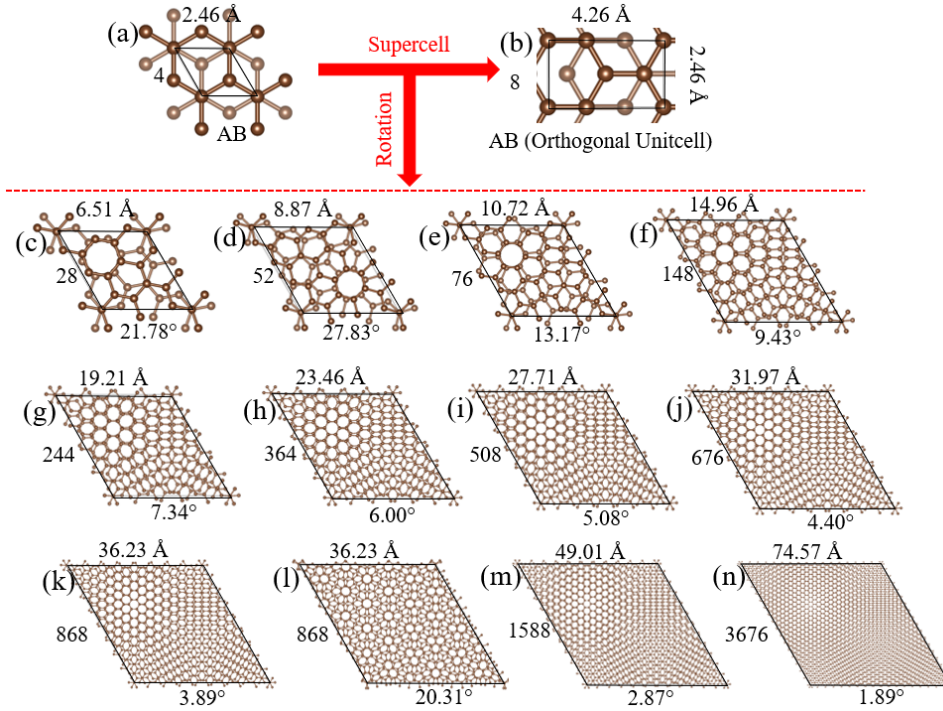 2.46 Å
(a)
4
AB
Supercell
Rotation
4.26 Å
(b)
8
2.46 Å
AB (Orthogonal Unitcell)
6.51 Å
(c)
28
21.78°
8.87 Å
(d)
52
27.83°
10.72 Å
(e)
76
13.17°
14.96 Å
(f)
148
9.43°
19.21 Å
(g)
244
7.34°
23.46 Å
(h)
364
6.00°
27.71 Å
(i)
508
5.08°
31.97 Å
(j)
676
4.40°
36.23 Å
(k)
868
3.89°
36.23 Å
(l)
868
20.31°
49.01 Å
(m)
1588
2.87°
74.57 Å
(n)
3676
1.89°